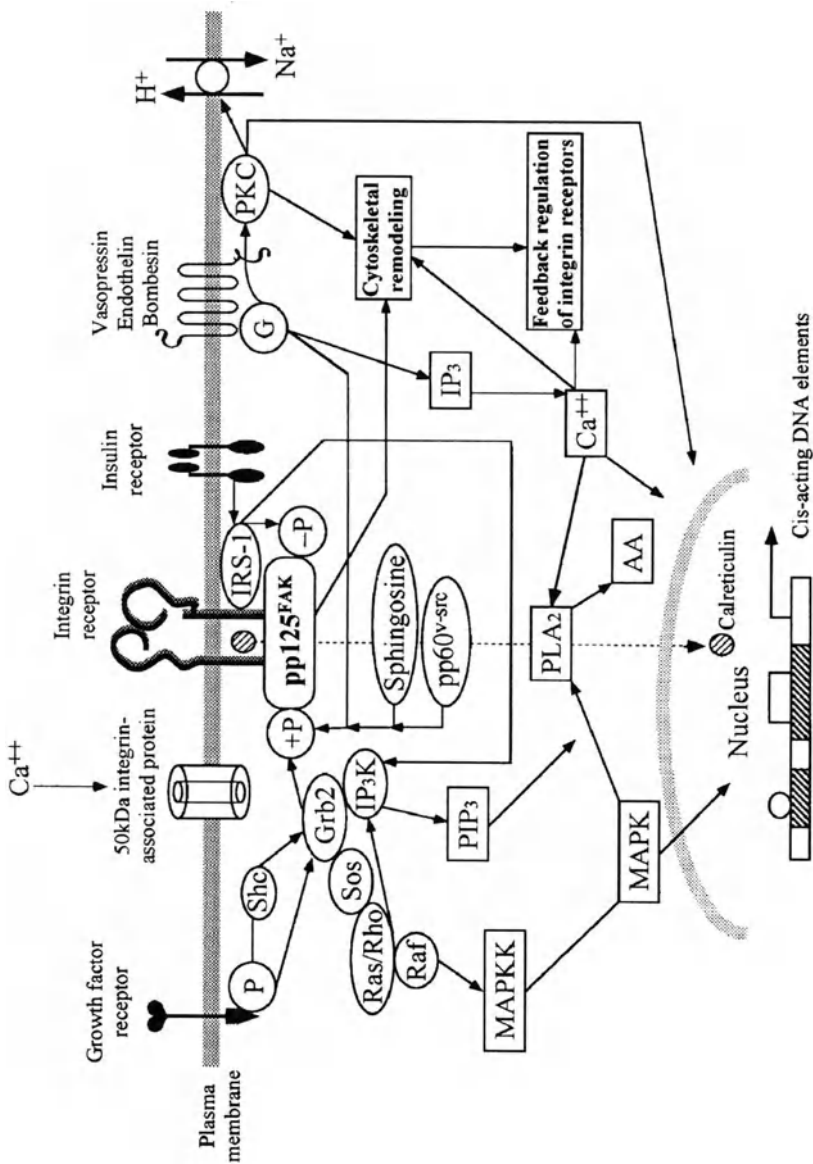 Ca++
Growth factor
receptor
50kDa integrin-
associated protein
Integrin
receptor
Insulin
receptor
Vasopressin
Endothelin
Bombesin
H+
Na+
Plasma
membrane
P
Shc
Grb2
Sos
Ras/Rho
Raf
IP3K
+P
pp125FAK
–P
IRS-1
G
PKC
Sphingosine
pp60v-src
Cytoskeletal
remodeling
IP3
PIP3
MAPKK
MAPK
PLA2
AA
Ca++
Feedback regulation
of integrin receptors
Nucleus
Calreticulin
Cis-acting DNA elements